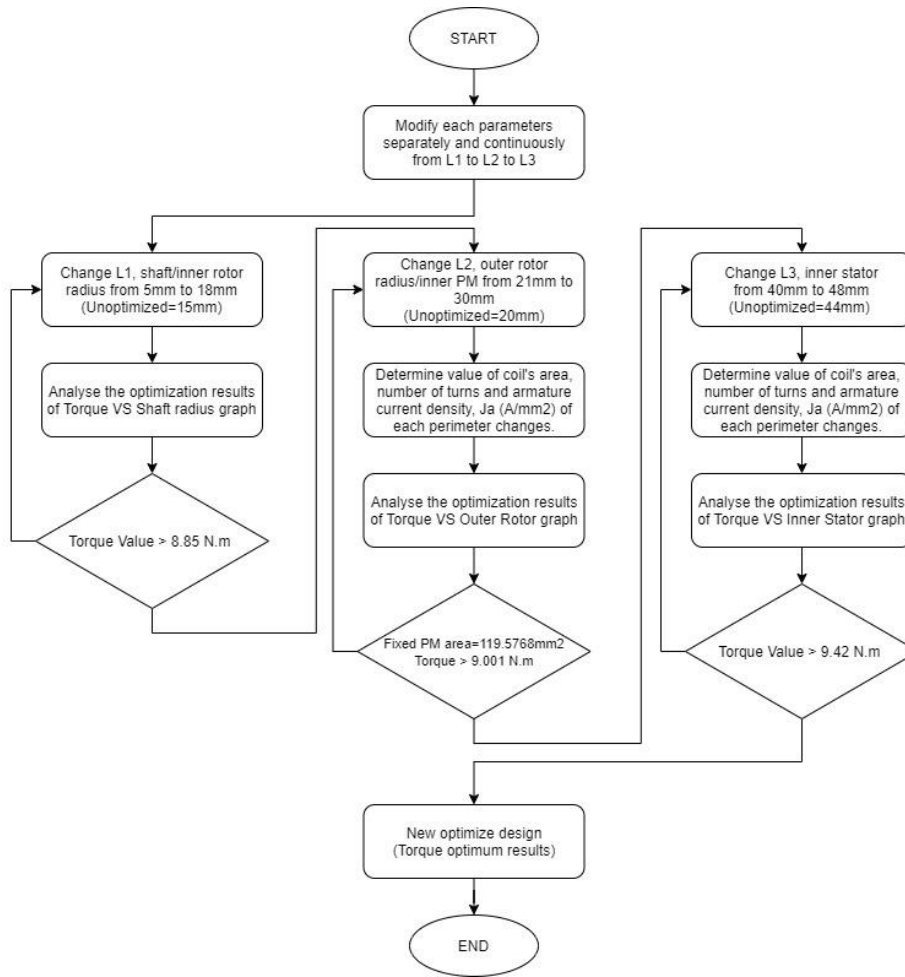 START
Modify each parameters
separately and continuously
from L1 to L2 to L3
Change L1, shaft/inner rotor
radius from 5mm to 18mm
(Unoptimized=15mm)
Analyse the optimization results
of Torque VS Shaft radius graph
Torque Value > 8.85 N.m
Change L2, outer rotor
radius/inner PM from 21mm to
30mm
(Unoptimized=20mm)
Determine value of coil's area,
number of turns and armature
current density, Ja (A/mm2) of
each perimeter changes.
Analyse the optimization results
of Torque VS Outer Rotor graph
Fixed PM area=119.5768mm2
Torque > 9.001 N.m
Change L3, inner stator
from 40mm to 48mm
(Unoptimized=44mm)
Determine value of coil's area,
number of turns and armature
current density, Ja (A/mm2) of
each perimeter changes.
Analyse the optimization results
of Torque VS Inner Stator graph
Torque Value > 9.42 N.m
New optimize design
(Torque optimum results)
END